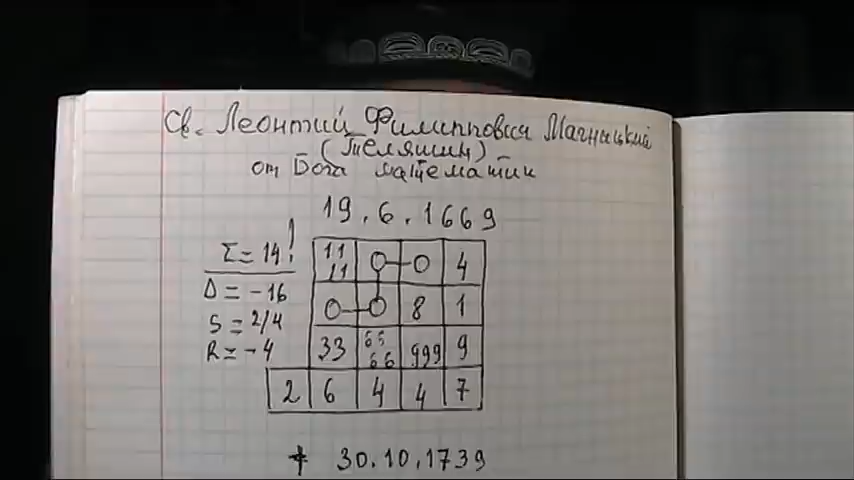 Св. Леонтий Филиппович Магницкий
(Теляшин)
от Бога математик
19.6.1669
Σ = 14!
D = -16
S = 2/4
R = -4
11 11 0 0 4
0 0 8 1
33 66 66 999 9
2 6 4 4 7
+ 30.10.1739